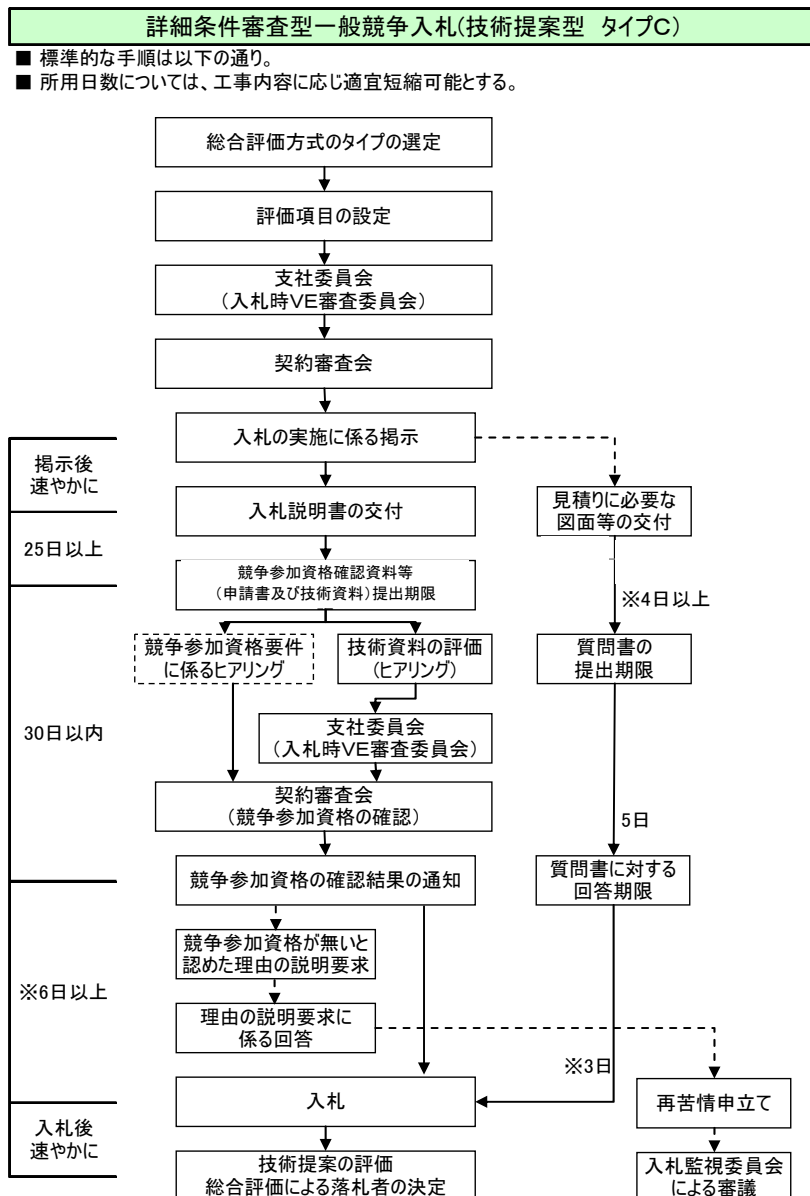 詳細条件審査型一般競争入札(技術提案型　タイプC)
■ 標準的な手順は以下の通り。
■ 所用日数については、工事内容に応じ適宜短縮可能とする。
総合評価方式のタイプの選定
評価項目の設定
支社委員会
(入札時VE審査委員会)
契約審査会
入札の実施に係る掲示
掲示後
速やかに
入札説明書の交付
見積りに必要な
図面等の交付
25日以上
競争参加資格確認資料等
(申請書及び技術資料)提出期限
※4日以上
競争参加資格要件
に係るヒアリング
技術資料の評価
(ヒアリング)
質問書の
提出期限
30日以内
支社委員会
(入札時VE審査委員会)
契約審査会
(競争参加資格の確認)
5日
競争参加資格の確認結果の通知
質問書に対する
回答期限
競争参加資格が無いと
認めた理由の説明要求
※6日以上
理由の説明要求に
係る回答
※3日
入札
再苦情申立て
入札後
速やかに
技術提案の評価
総合評価による落札者の決定
入札監視委員会
による審議